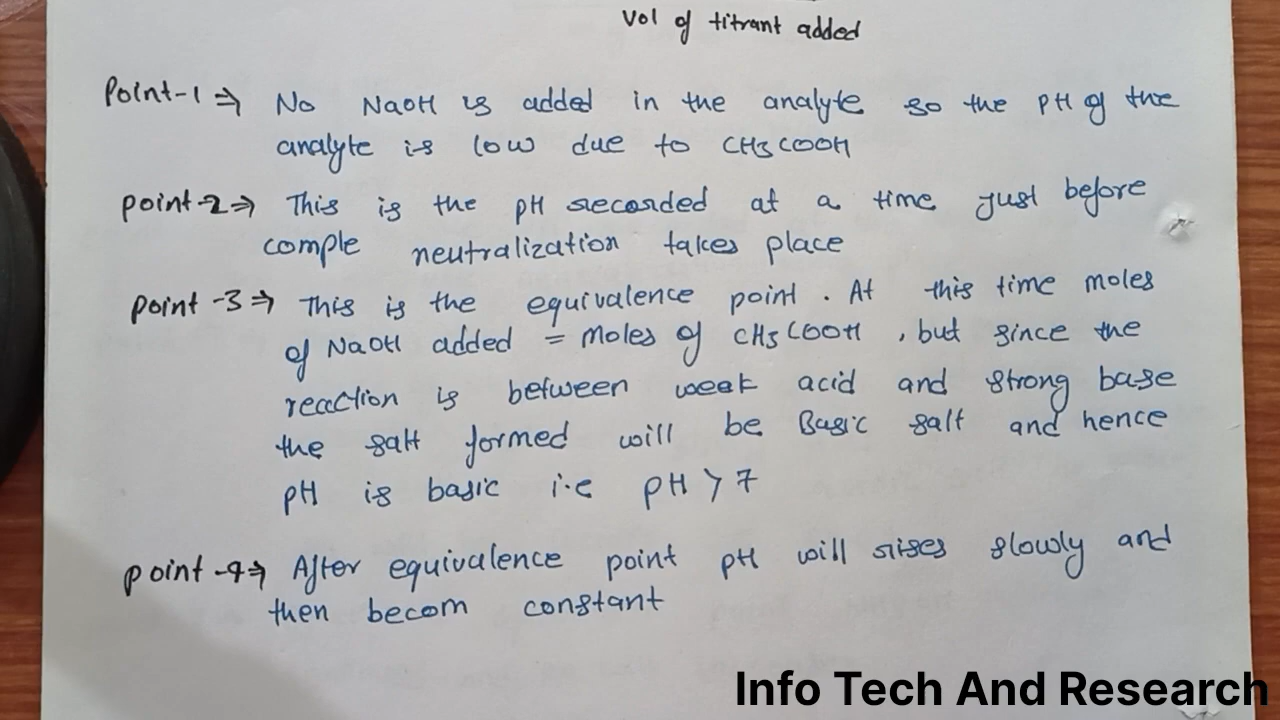 Vol of titrant added
Point-1 ⇒ No NaOH is added in the analyte so the pH of the
analyte is low due to CH3COOH
point-2 ⇒ This is the pH recorded at a time just before
comple neutralization takes place
point-3 ⇒ This is the equivalence point. At this time moles
of NaOH added = moles of CH3COOH, but since the
reaction is between weak acid and strong base
the salt formed will be Basic salt and hence
pH is basic i.e pH > 7
point-4 ⇒ After equivalence point pH will rises slowly and
then becom constant
Info Tech And Research